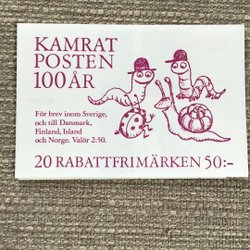 KAMRAT
POSTEN
100 ÅR
För brev inom Sverige,
och till Danmark,
Finland, Island
och Norge. Valör 2:50.
20 RABATTFRIMÄRKEN 50:–